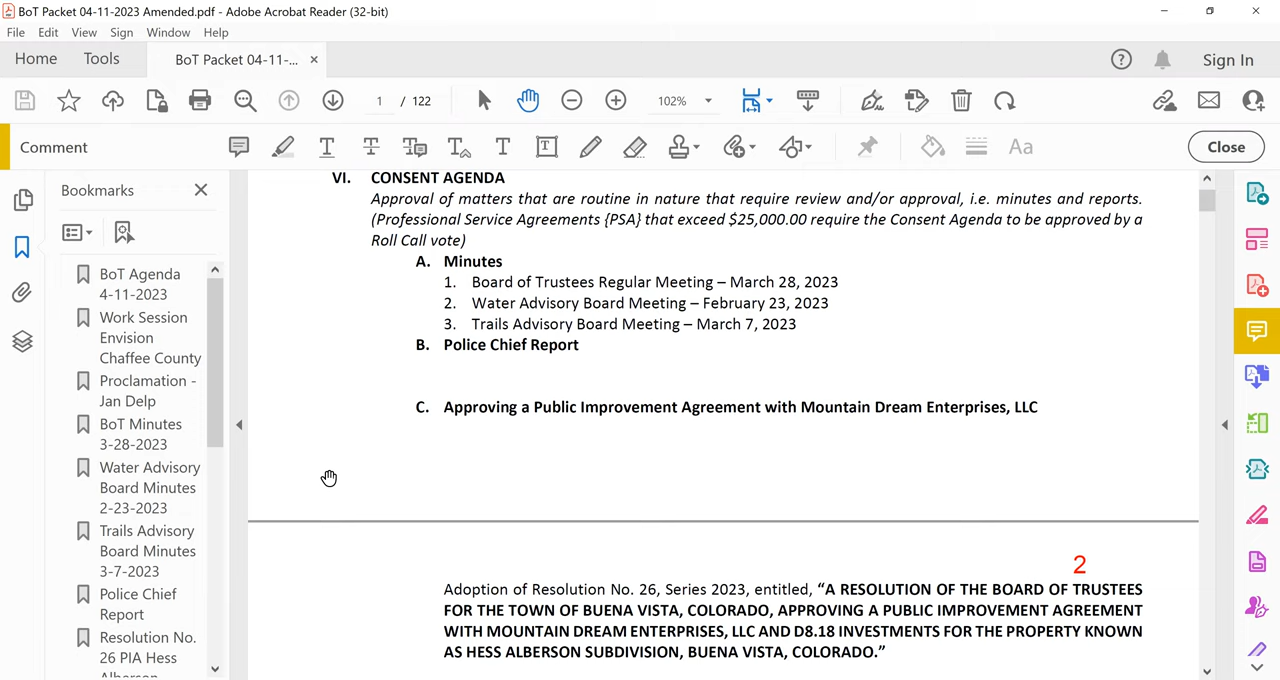 BoT Packet 04-11-2023 Amended.pdf - Adobe Acrobat Reader (32-bit)
File Edit View Sign Window Help
Home Tools BoT Packet 04-11-... × Sign In
1 / 122 102%
Comment Close
Bookmarks
BoT Agenda
4-11-2023
Work Session
Envision
Chaffee County
Proclamation -
Jan Delp
BoT Minutes
3-28-2023
Water Advisory
Board Minutes
2-23-2023
Trails Advisory
Board Minutes
3-7-2023
Police Chief
Report
Resolution No.
26 PIA Hess
Alberson
VI. CONSENT AGENDA
Approval of matters that are routine in nature that require review and/or approval, i.e. minutes and reports.
(Professional Service Agreements {PSA} that exceed $25,000.00 require the Consent Agenda to be approved by a
Roll Call vote)
A. Minutes
1. Board of Trustees Regular Meeting – March 28, 2023
2. Water Advisory Board Meeting – February 23, 2023
3. Trails Advisory Board Meeting – March 7, 2023
B. Police Chief Report
C. Approving a Public Improvement Agreement with Mountain Dream Enterprises, LLC
2
Adoption of Resolution No. 26, Series 2023, entitled, “A RESOLUTION OF THE BOARD OF TRUSTEES
FOR THE TOWN OF BUENA VISTA, COLORADO, APPROVING A PUBLIC IMPROVEMENT AGREEMENT
WITH MOUNTAIN DREAM ENTERPRISES, LLC AND D8.18 INVESTMENTS FOR THE PROPERTY KNOWN
AS HESS ALBERSON SUBDIVISION, BUENA VISTA, COLORADO.”